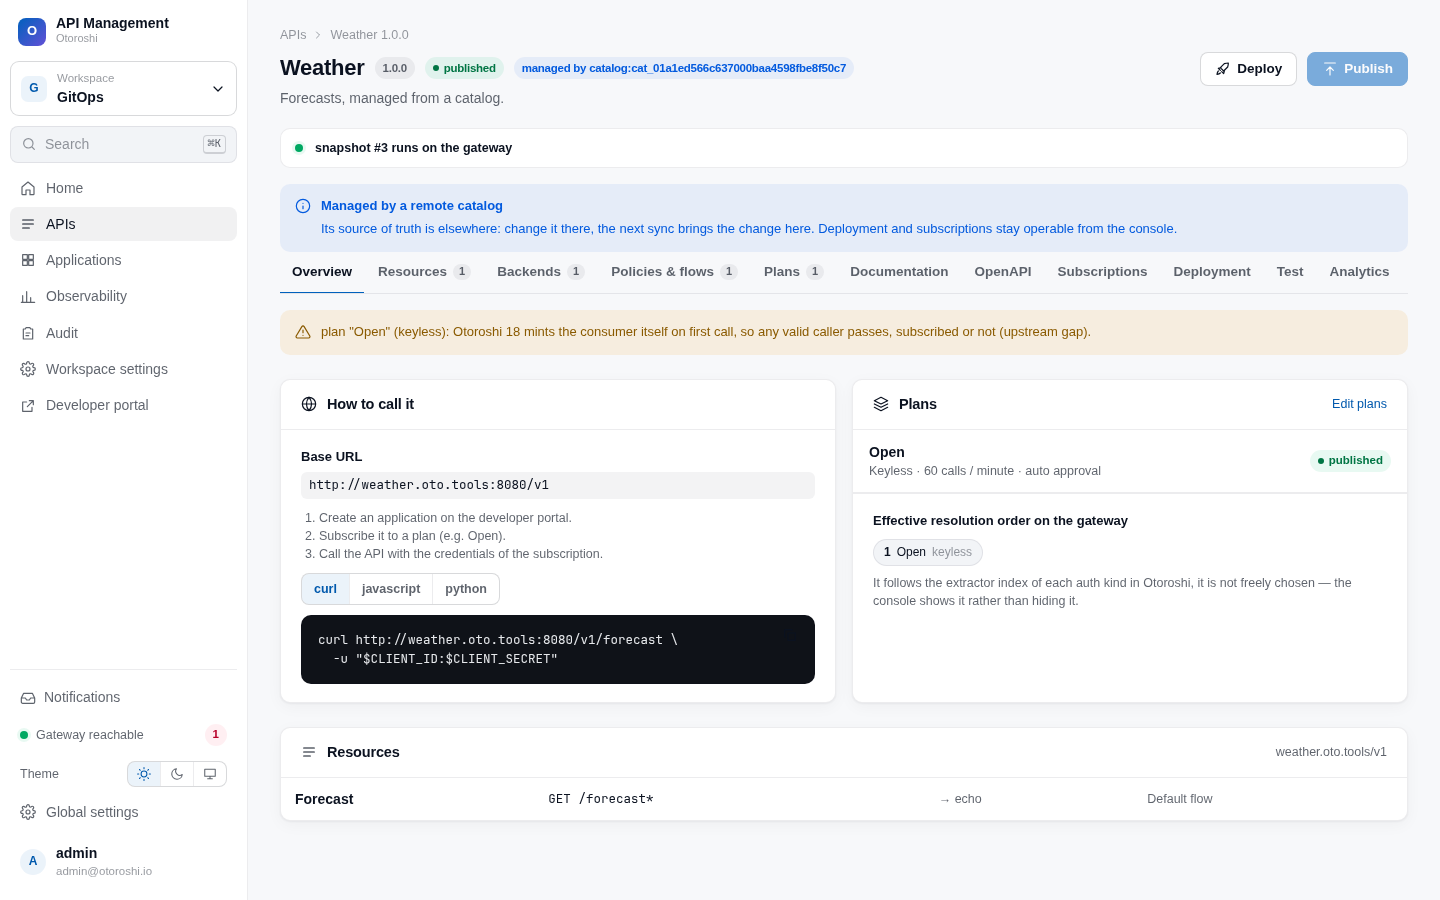 API Management
Otoroshi
Workspace
GitOps
Search
⌘K
Home
APIs
Applications
Observability
Audit
Workspace settings
Developer portal
Notifications
Gateway reachable 1
Theme
Global settings
A
admin
admin@otoroshi.io
O
G
APIs > Weather 1.0.0
Weather 1.0.0 published managed by catalog:cat_01a1ed566c637000baa4598fbe8f50c7
Deploy Publish
Forecasts, managed from a catalog.
snapshot #3 runs on the gateway
Managed by a remote catalog
Its source of truth is elsewhere: change it there, the next sync brings the change here. Deployment and subscriptions stay operable from the console.
Overview Resources 1 Backends 1 Policies & flows 1 Plans 1 Documentation OpenAPI Subscriptions Deployment Test Analytics
plan "Open" (keyless): Otoroshi 18 mints the consumer itself on first call, so any valid caller passes, subscribed or not (upstream gap).
How to call it
Base URL
http://weather.oto.tools:8080/v1
1. Create an application on the developer portal.
2. Subscribe it to a plan (e.g. Open).
3. Call the API with the credentials of the subscription.
curl javascript python
curl http://weather.oto.tools:8080/v1/forecast \
-u "$CLIENT_ID:$CLIENT_SECRET"
Plans Edit plans
Open
Keyless · 60 calls / minute · auto approval
published
Effective resolution order on the gateway
1 Open keyless
It follows the extractor index of each auth kind in Otoroshi, it is not freely chosen — the
console shows it rather than hiding it.
Resources weather.oto.tools/v1
Forecast GET /forecast* → echo Default flow